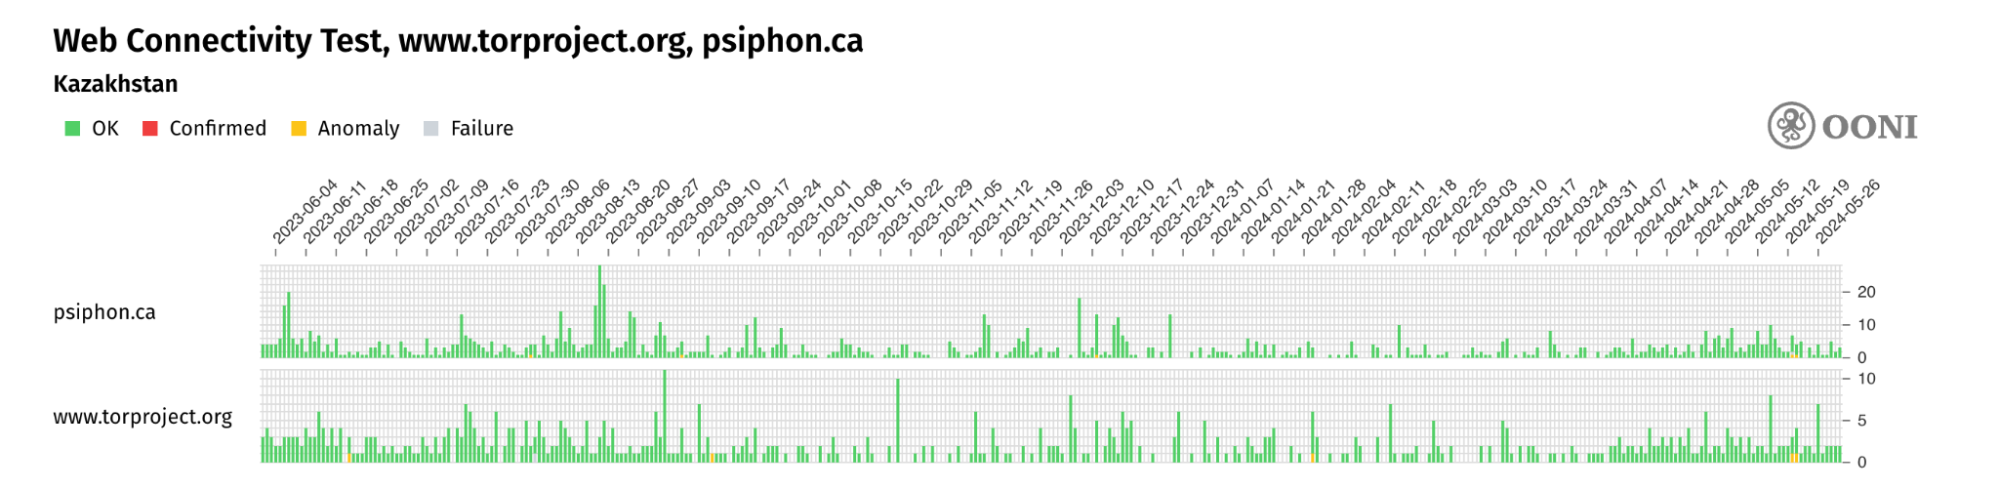 Web Connectivity Test, www.torproject.org, psiphon.ca
Kazakhstan
OK Confirmed Anomaly Failure
OONI
2023-06-04 2023-06-11 2023-06-18 2023-06-25 2023-07-02 2023-07-09 2023-07-16 2023-07-23 2023-07-30 2023-08-06 2023-08-13 2023-08-20 2023-08-27 2023-09-03 2023-09-10 2023-09-17 2023-09-24 2023-10-01 2023-10-08 2023-10-15 2023-10-22 2023-10-29 2023-11-05 2023-11-12 2023-11-19 2023-11-26 2023-12-03 2023-12-10 2023-12-17 2023-12-24 2023-12-31 2024-01-07 2024-01-14 2024-01-21 2024-01-28 2024-02-04 2024-02-11 2024-02-18 2024-02-25 2024-03-03 2024-03-10 2024-03-17 2024-03-24 2024-03-31 2024-04-07 2024-04-14 2024-04-21 2024-04-28 2024-05-05 2024-05-12 2024-05-19 2024-05-26
20
psiphon.ca
10
0
10
www.torproject.org
5
0